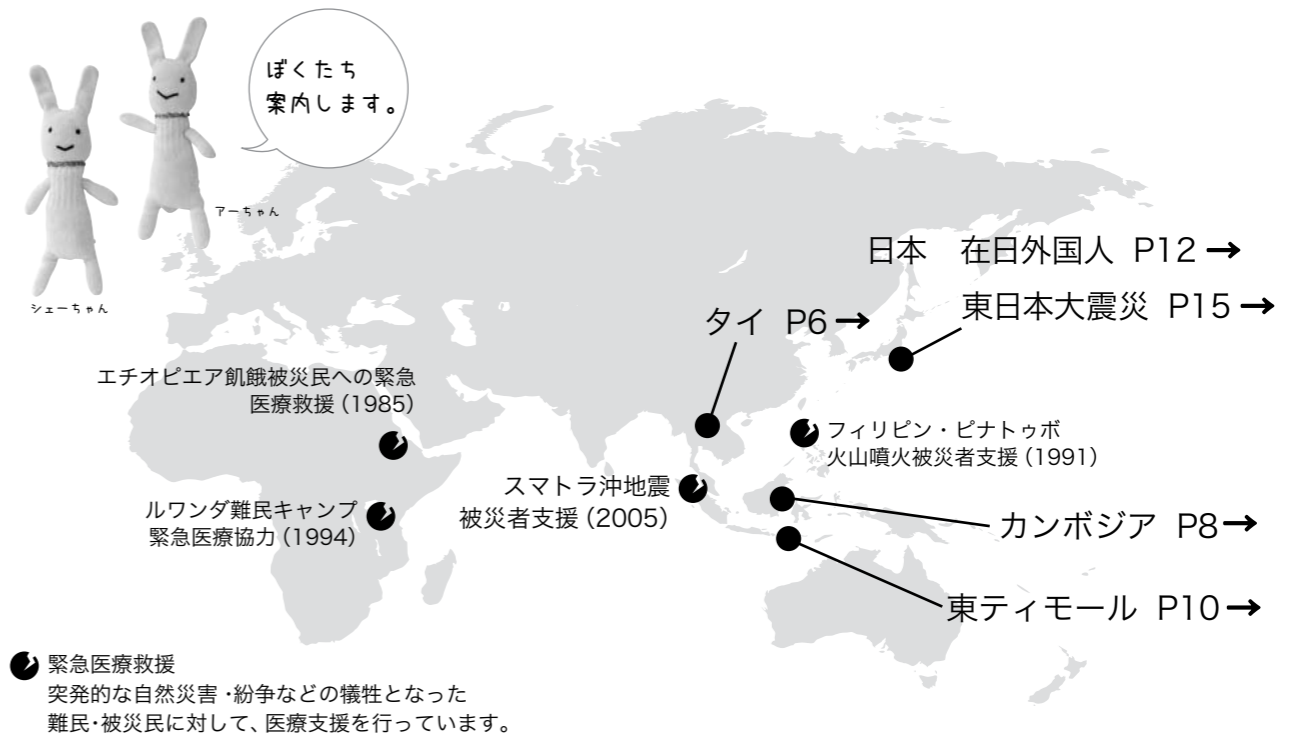 ぼくたち
案内します。
アーちゃん
シェーちゃん
日本　在日外国人 P12 →
東日本大震災 P15 →
タイ P6 →
エチオピエア飢餓被災民への緊急
医療救援(1985)
フィリピン・ピナトゥボ
火山噴火被災者支援(1991)
スマトラ沖地震
被災者支援(2005)
ルワンダ難民キャンプ
緊急医療協力(1994)
カンボジア P8→
東ティモール P10→
緊急医療救援
突発的な自然災害・紛争などの犠牲となった
難民・被災民に対して、医療支援を行っています。